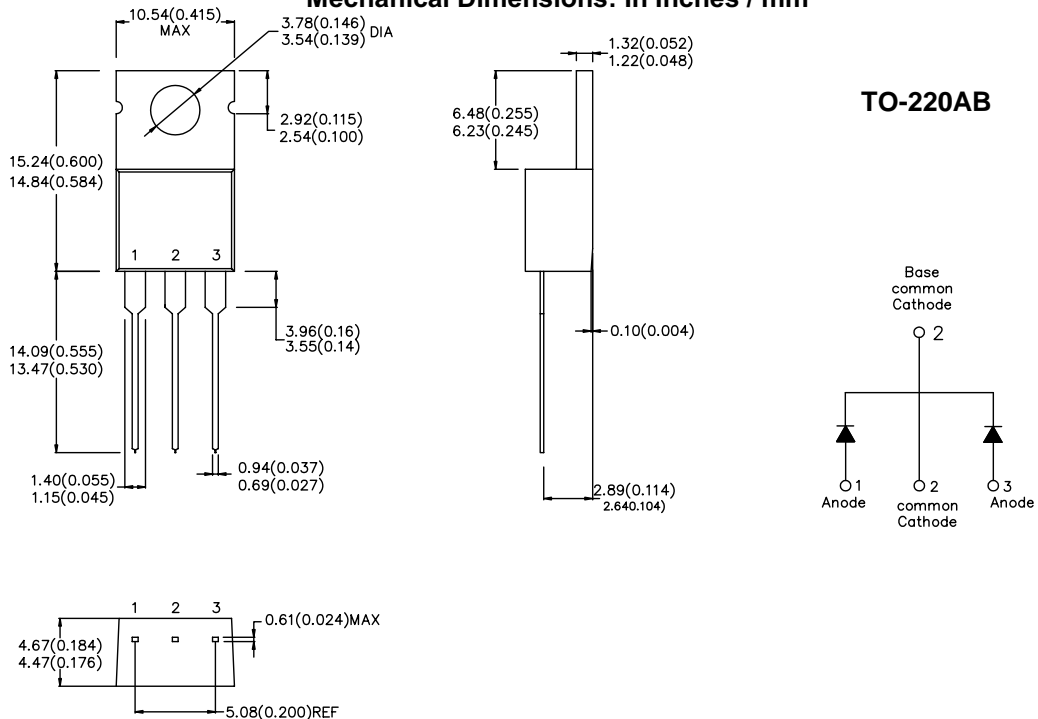 Mechanical Dimensions: In Inches / mm
10.54(0.415)
MAX
3.78(0.146)
3.54(0.139) DIA
1.32(0.052)
1.22(0.048)
TO-220AB
2.92(0.115)
2.54(0.100)
6.48(0.255)
6.23(0.245)
15.24(0.600)
14.84(0.584)
1 2 3
Base
common
Cathode
2
3.96(0.16)
3.55(0.14)
0.10(0.004)
14.09(0.555)
13.47(0.530)
0.94(0.037)
0.69(0.027)
1.40(0.055)
1.15(0.045)
2.89(0.114)
2.640.104)
1 2 3
Anode common Anode
Cathode
1 2 3
0.61(0.024)MAX
4.67(0.184)
4.47(0.176)
5.08(0.200)REF